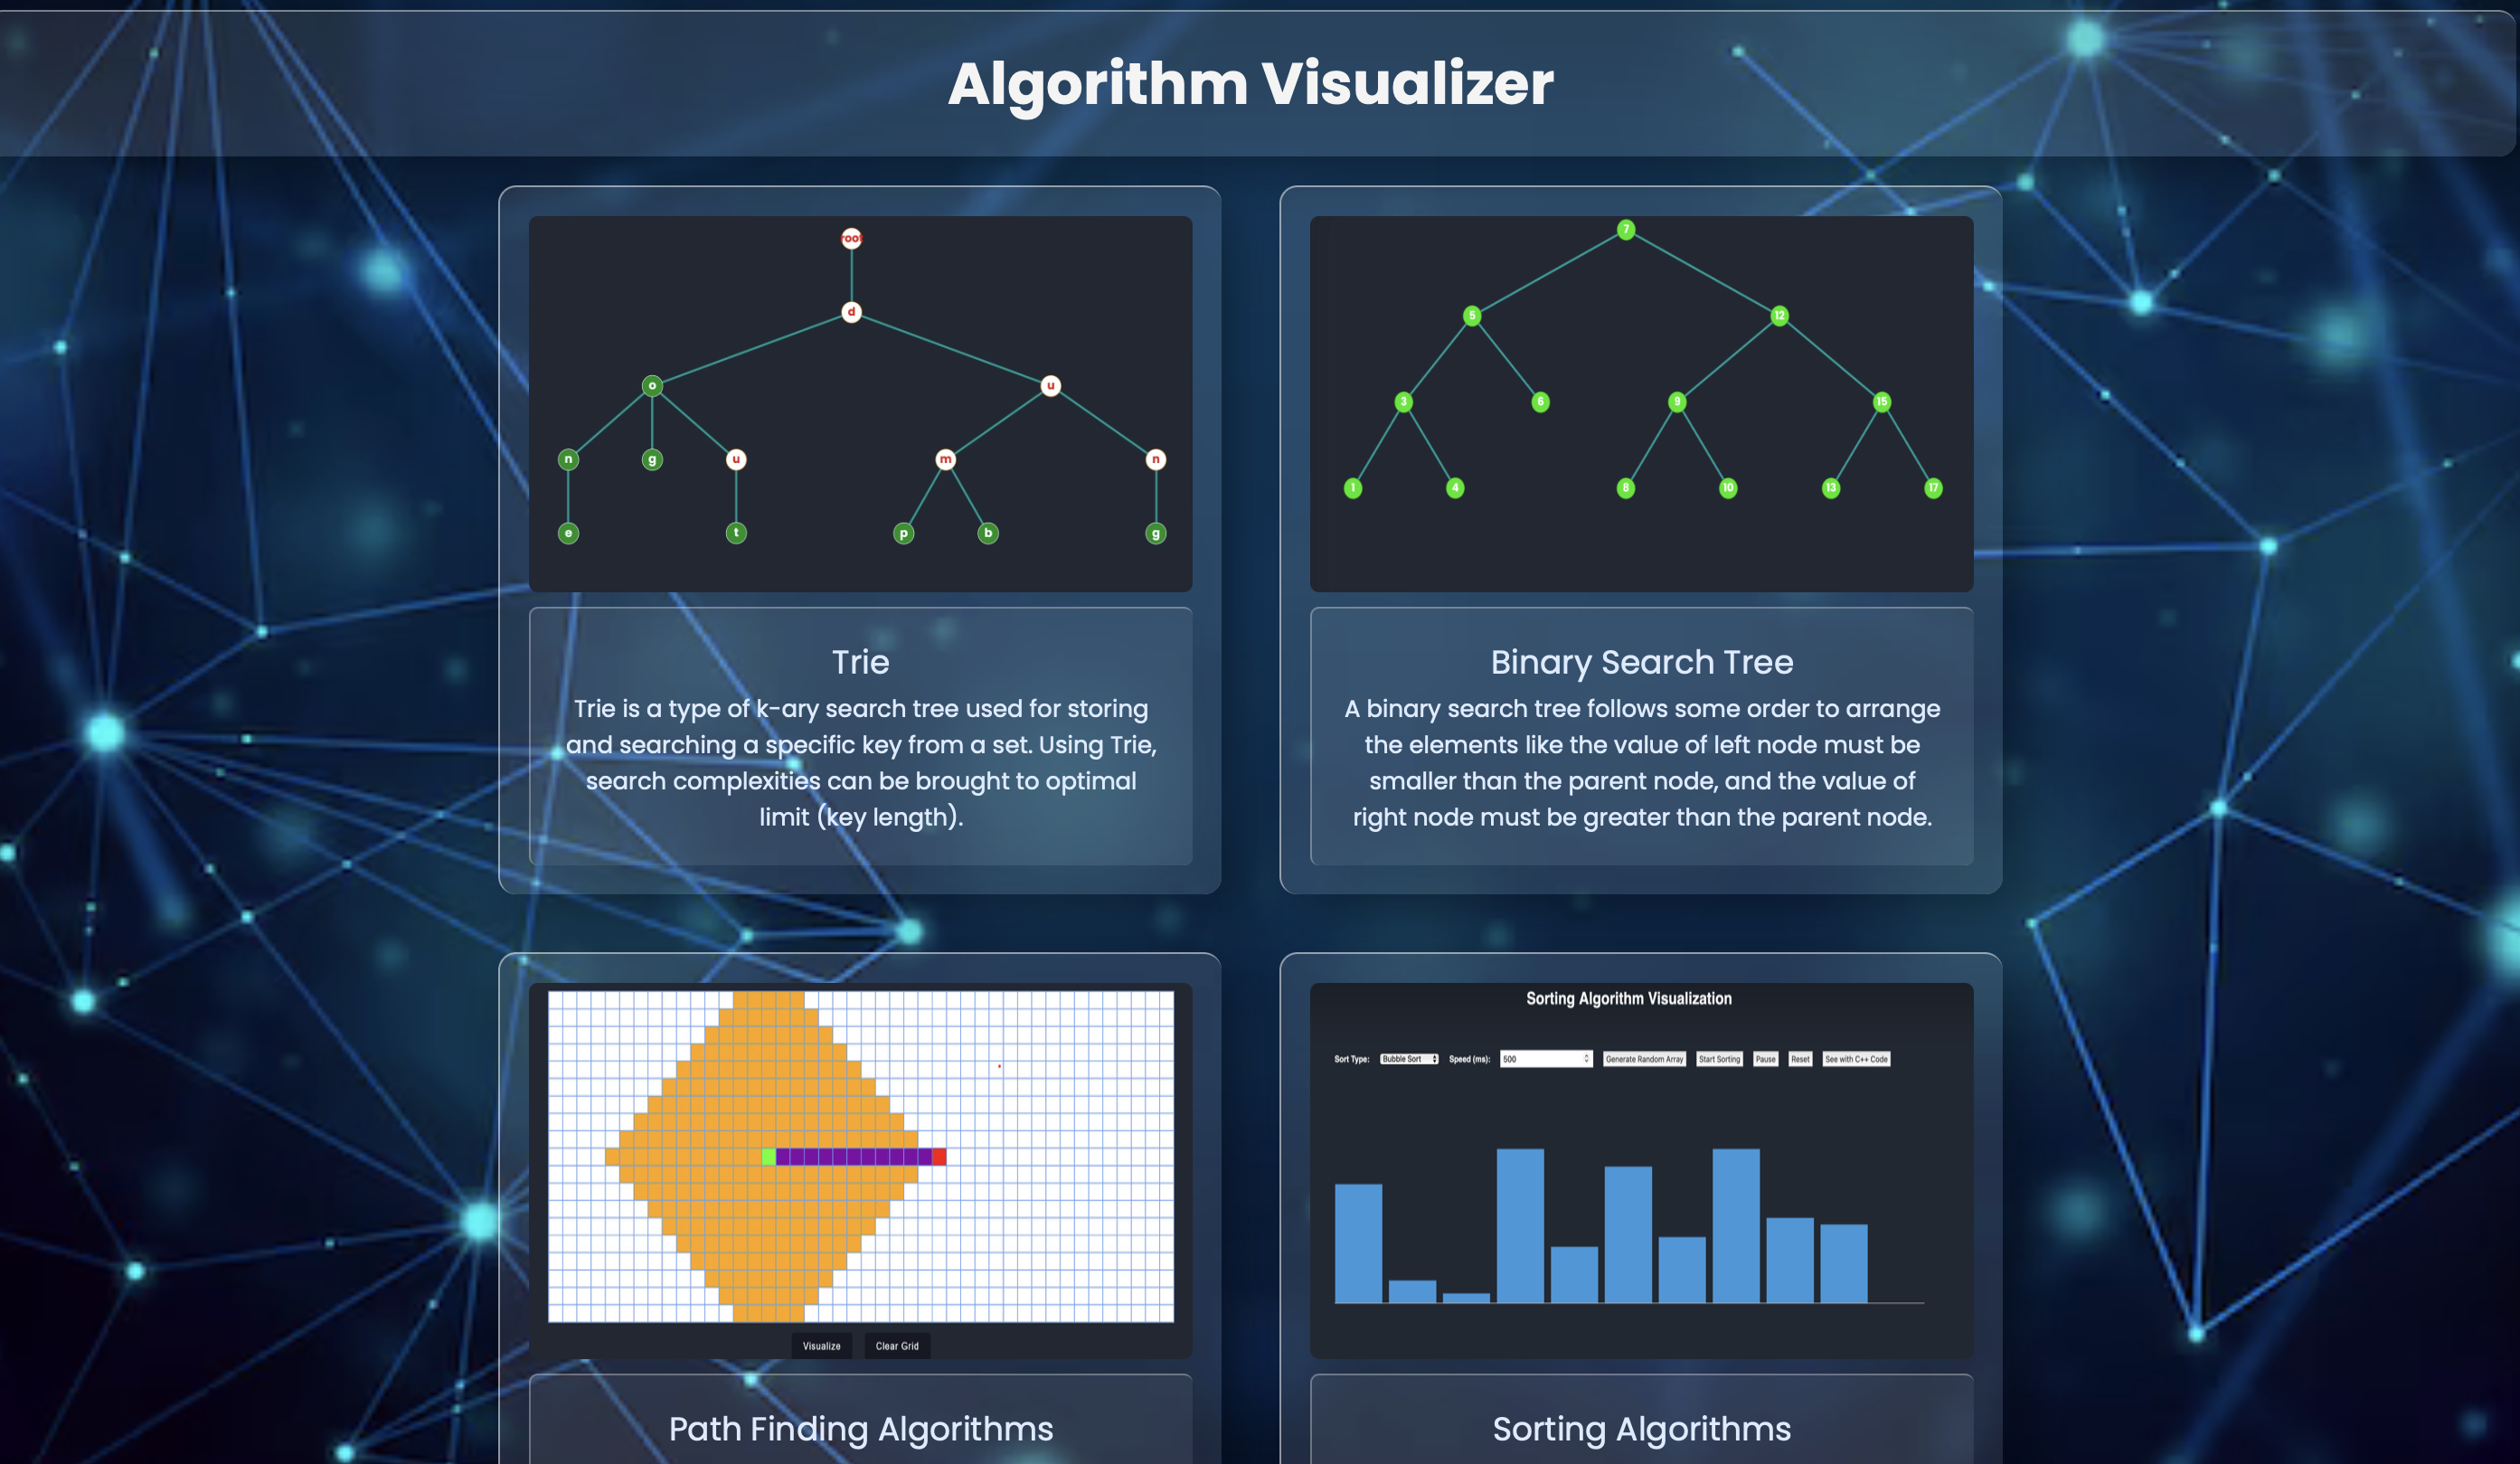 Algorithm Visualizer
root
d
o u
n g u m n
e t p b g
7
5 12
3 6 9 15
1 4 8 10 13 17
Trie
Trie is a type of k-ary search tree used for storing
and searching a specific key from a set. Using Trie,
search complexities can be brought to optimal
limit (key length).
Binary Search Tree
A binary search tree follows some order to arrange
the elements like the value of left node must be
smaller than the parent node, and the value of
right node must be greater than the parent node.
Visualize Clear Grid
Path Finding Algorithms
Sorting Algorithm Visualization
Sort Type: Bubble Sort Speed (ms): 500 Generate Random Array Start Sorting Pause Reset See with C++ Code
Sorting Algorithms